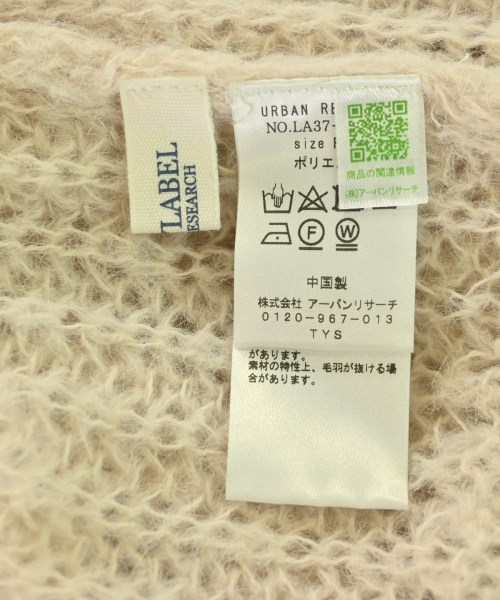 LABEL
ESEARCH
URBAN RE
NO.LA37-
size F
ポリエ
商品の関連情報
(株)アーバンリサーチ
F
W
中国製
株式会社 アーバンリサーチ
0120-967-013
TYS
があります。
素材の特性上、毛羽が抜ける場
合があります。